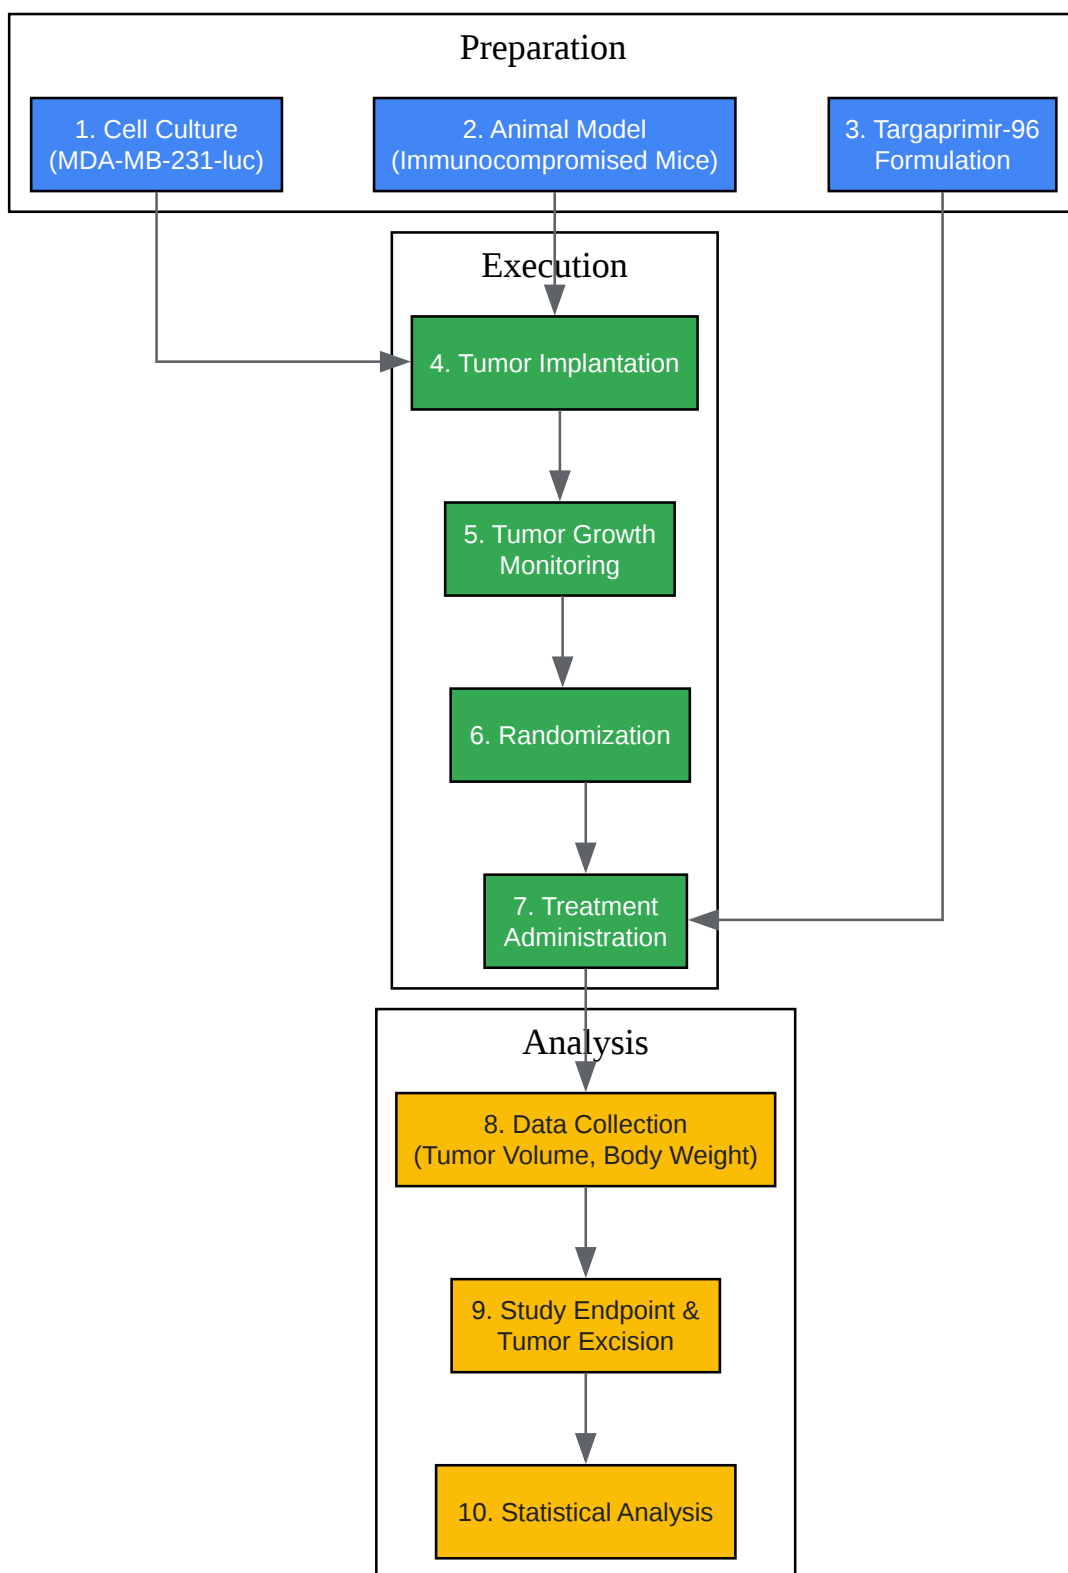 Preparation
1. Cell Culture
(MDA-MB-231-luc)
2. Animal Model
(Immunocompromised Mice)
3. Targaprimir-96
Formulation
Execution
4. Tumor Implantation
5. Tumor Growth
Monitoring
6. Randomization
7. Treatment
Administration
Analysis
8. Data Collection
(Tumor Volume, Body Weight)
9. Study Endpoint &
Tumor Excision
10. Statistical Analysis